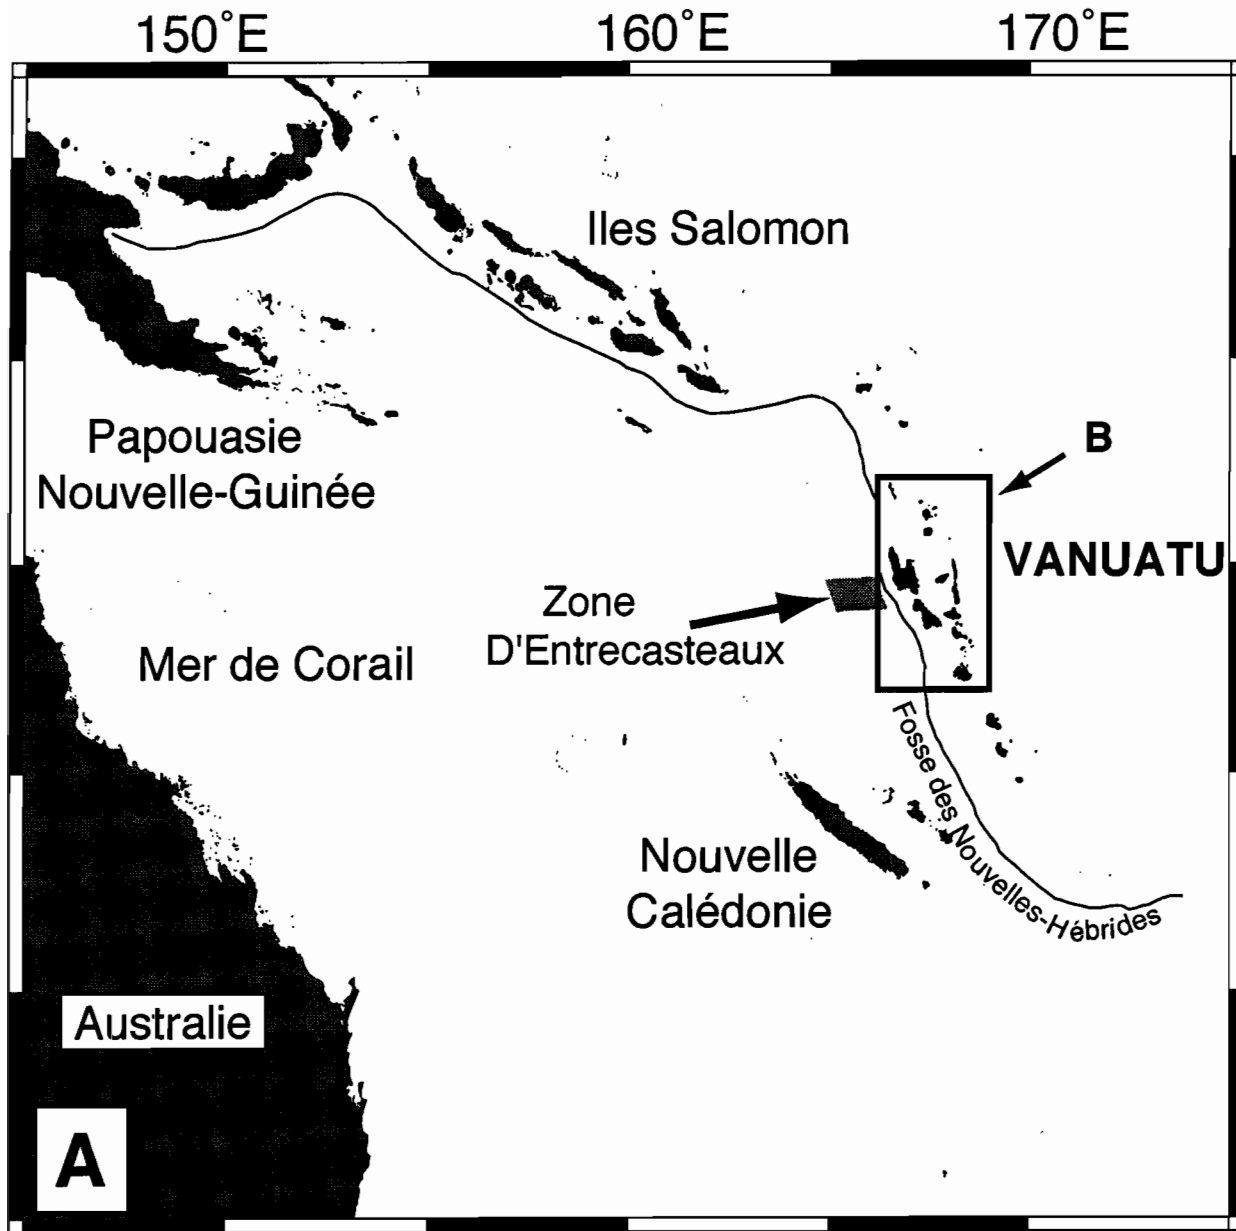 150°E
160°E
170°E
Iles Salomon
Papouasie
Nouvelle-Guinée
B
VANUATU
Zone
D'Entrecasteaux
Mer de Corail
Fosse des Nouvelles-Hébrides
Nouvelle
Calédonie
Australie
A